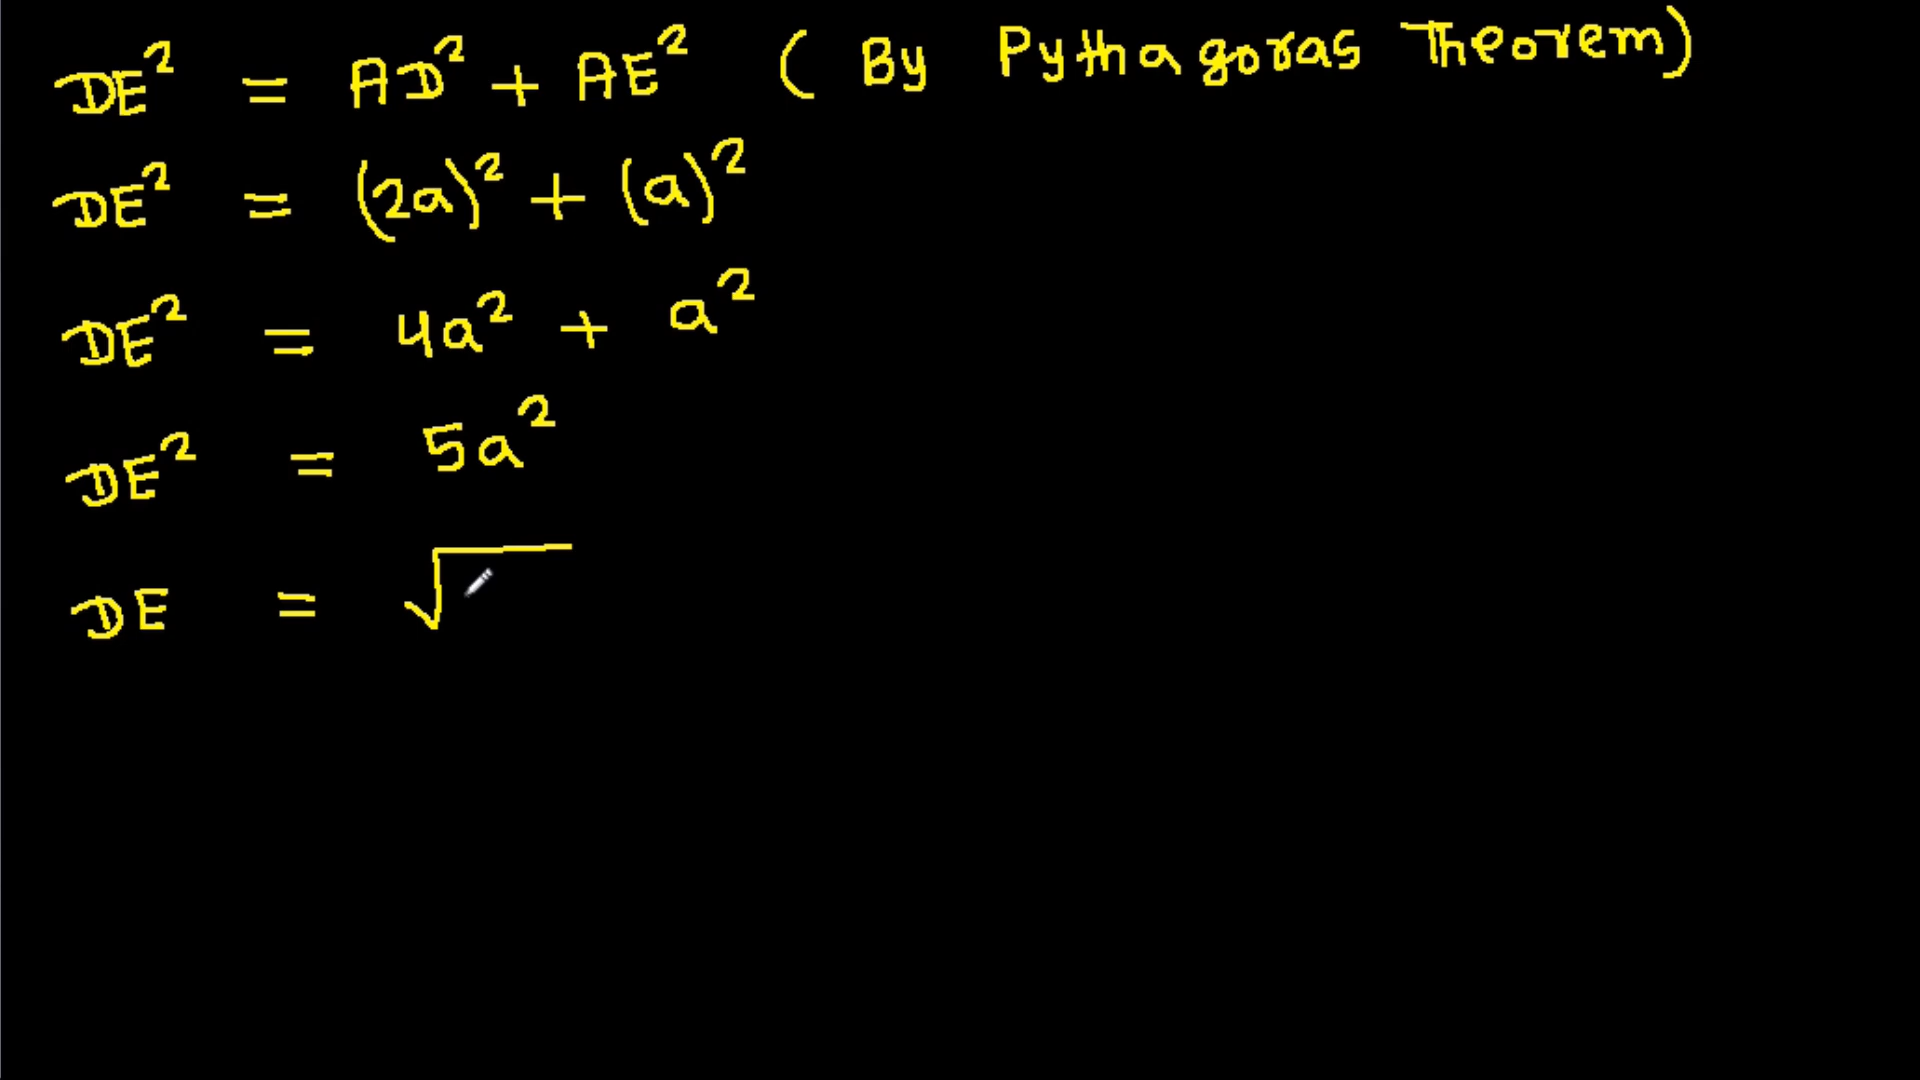 DE² = AD² + AE² ( By Pythagoras Theorem)
DE² = (2a)² + (a)²
DE² = 4a² + a²
DE² = 5a²
DE = √